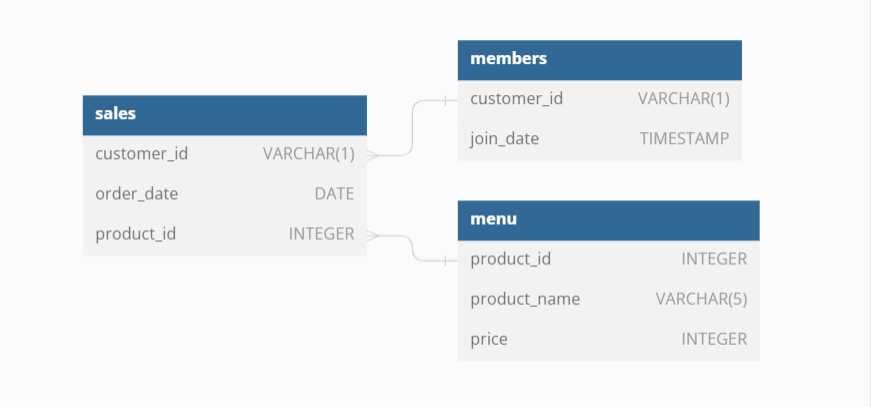 sales
customer_id VARCHAR(1)
order_date DATE
product_id INTEGER
members
customer_id VARCHAR(1)
join_date TIMESTAMP
menu
product_id INTEGER
product_name VARCHAR(5)
price INTEGER